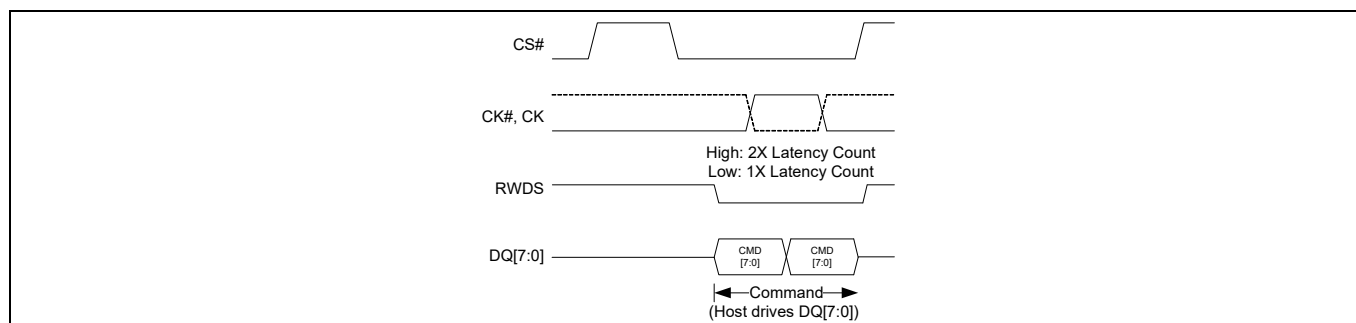 CS#
CK#, CK
High: 2X Latency Count
Low: 1X Latency Count
RWDS
DQ[7:0]
CMD
[7:0]
CMD
[7:0]
Command
(Host drives DQ[7:0])